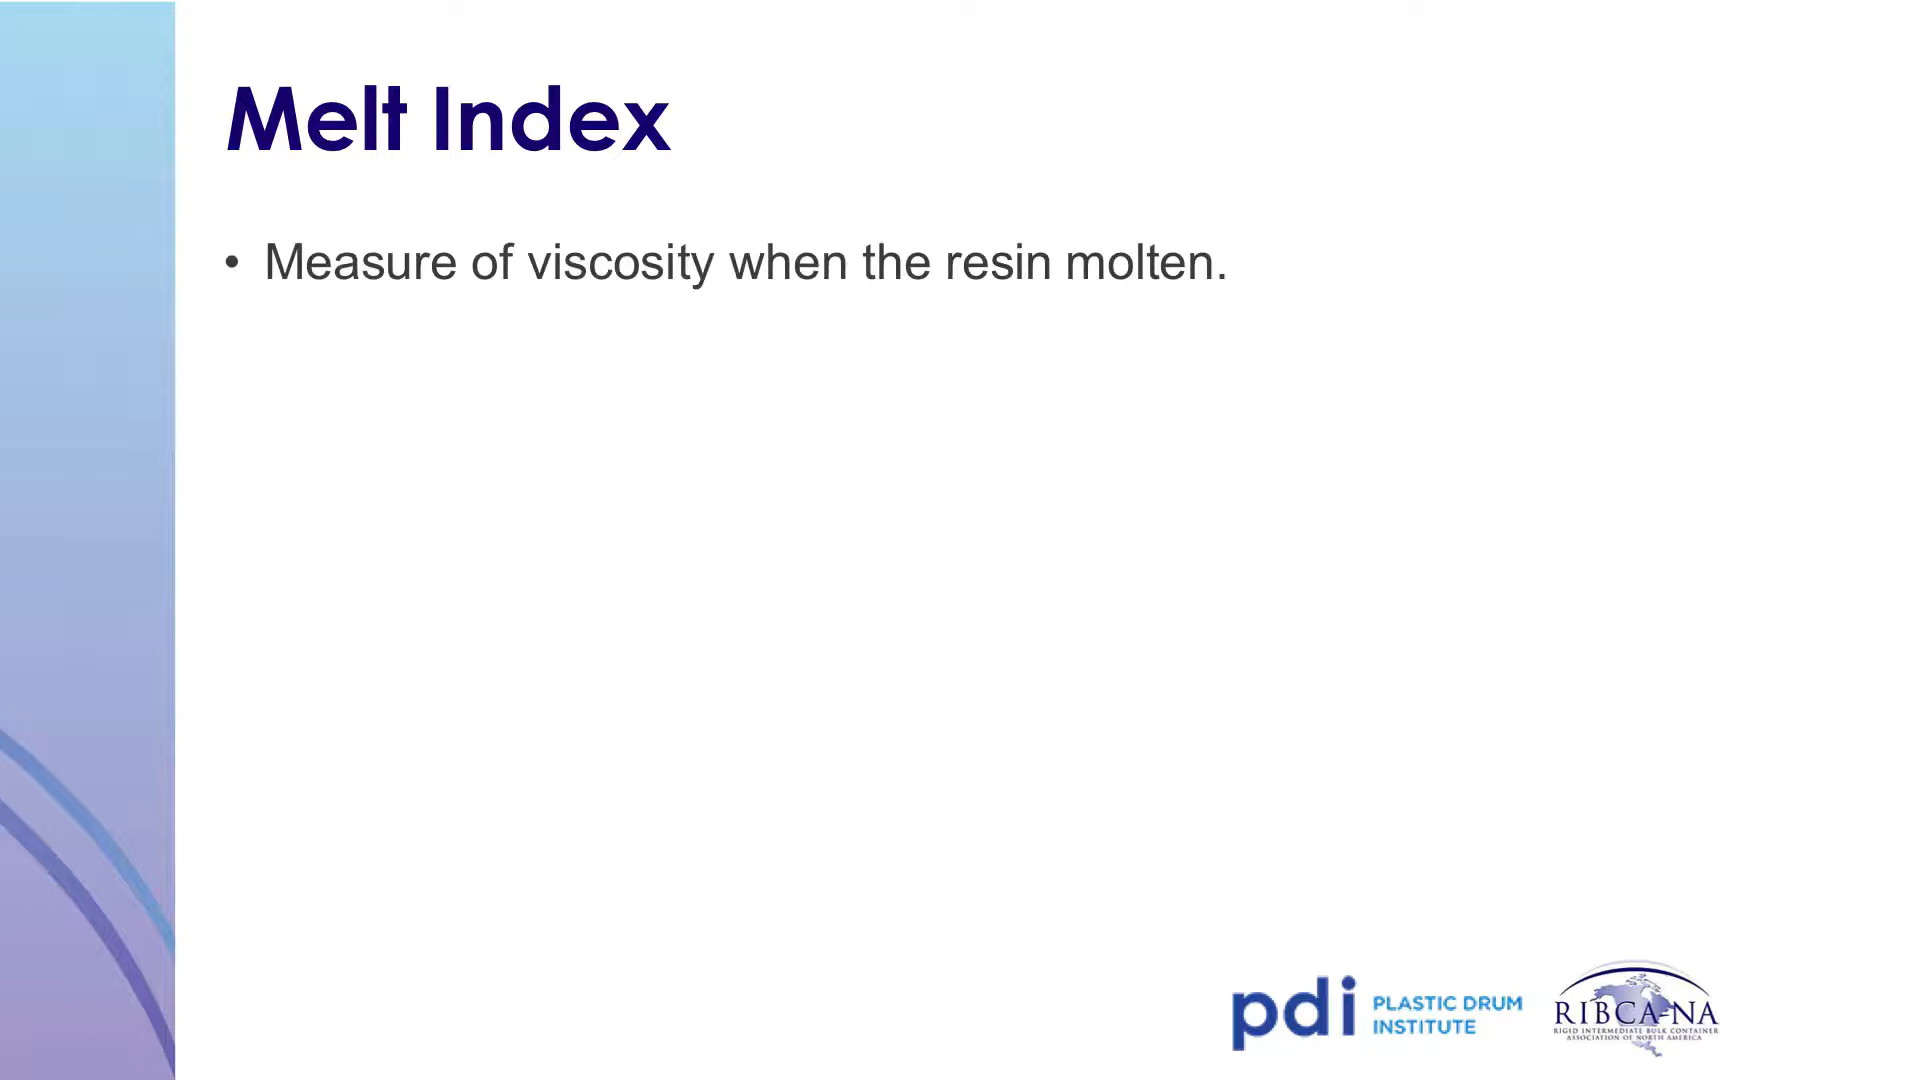 Melt Index
• Measure of viscosity when the resin molten.
pdi PLASTIC DRUM
INSTITUTE
RIBCA-NA
RIGID INTERMEDIATE BULK CONTAINER
ASSOCIATION OF NORTH AMERICA